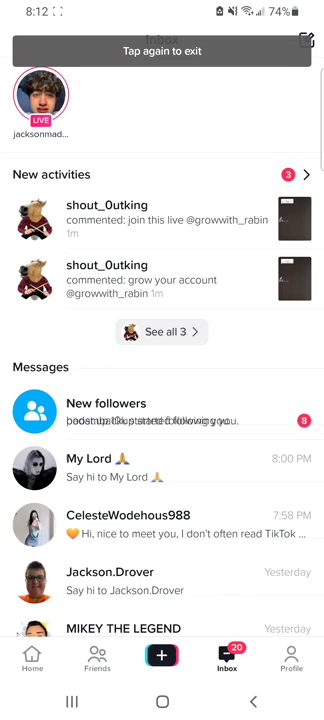 8:12
74%
Tap again to exit
LIVE
jacksonmad...
New activities
3
shout_0utking
commented: join this live @growwith_rabin
1m
shout_0utking
commented: grow your account
@growwith_rabin 1m
See all 3
Messages
New followers
started following you.
8
My Lord 🙏
8:00 PM
Say hi to My Lord 🙏
CelesteWodehous988
7:58 PM
🧡 Hi, nice to meet you, I don't often read TikTok ...
Jackson.Drover
Yesterday
Say hi to Jackson.Drover
MIKEY THE LEGEND
Yesterday
20
Home
Friends
Inbox
Profile